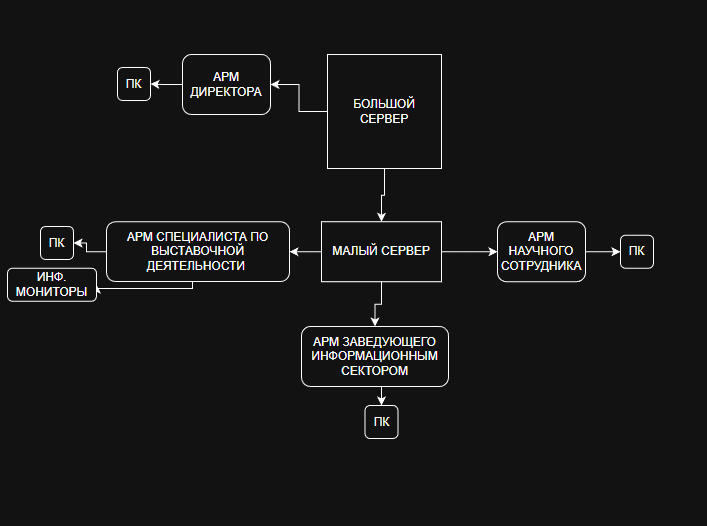 ПК
АРМ
ДИРЕКТОРА
БОЛЬШОЙ
СЕРВЕР
ПК
АРМ СПЕЦИАЛИСТА ПО
ВЫСТАВОЧНОЙ
ДЕЯТЕЛЬНОСТИ
МАЛЫЙ СЕРВЕР
АРМ
НАУЧНОГО
СОТРУДНИКА
ПК
ИНФ.
МОНИТОРЫ
АРМ ЗАВЕДУЮЩЕГО
ИНФОРМАЦИОННЫМ
СЕКТОРОМ
ПК